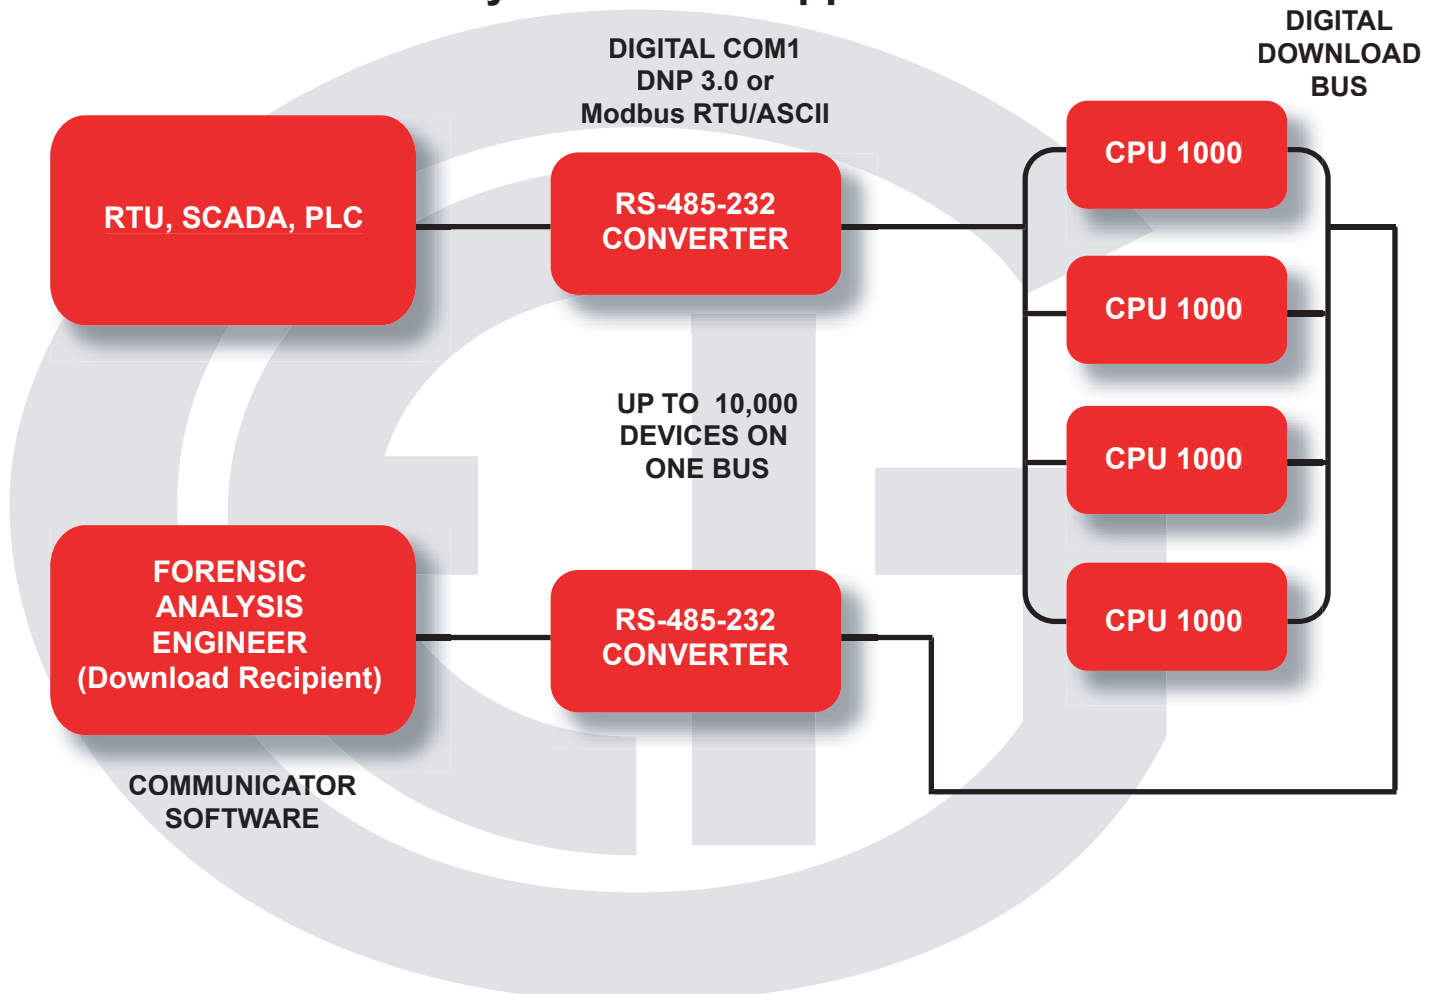 DIGITAL
DOWNLOAD
BUS
DIGITAL COM1
DNP 3.0 or
Modbus RTU/ASCII
RTU, SCADA, PLC
RS-485-232
CONVERTER
CPU 1000
CPU 1000
CPU 1000
CPU 1000
UP TO 10,000
DEVICES ON
ONE BUS
FORENSIC
ANALYSIS
ENGINEER
(Download Recipient)
RS-485-232
CONVERTER
COMMUNICATOR
SOFTWARE